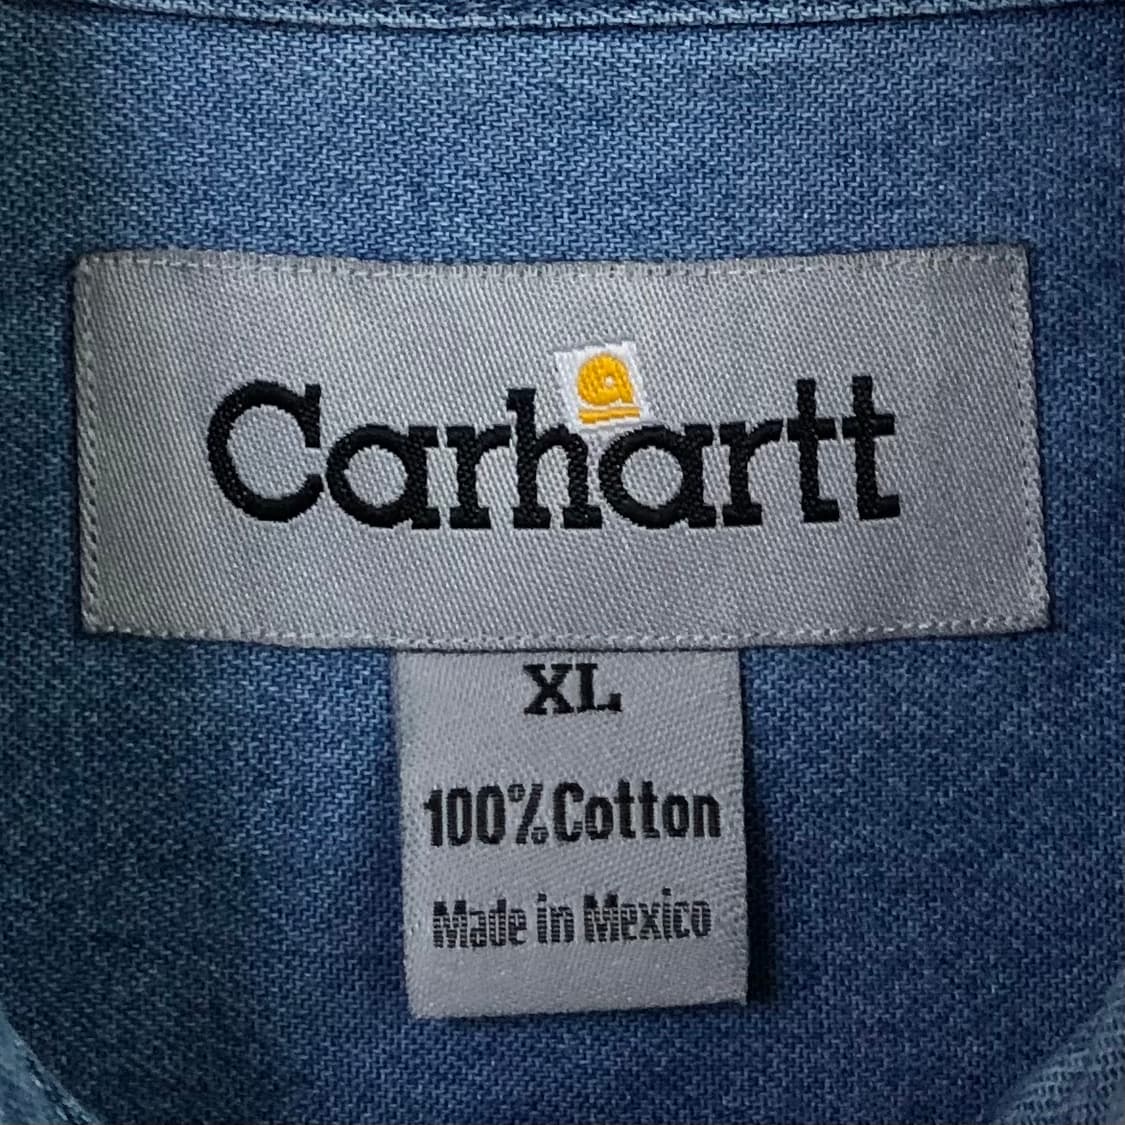 Carhartt
XL
100% Cotton
Made in Mexico